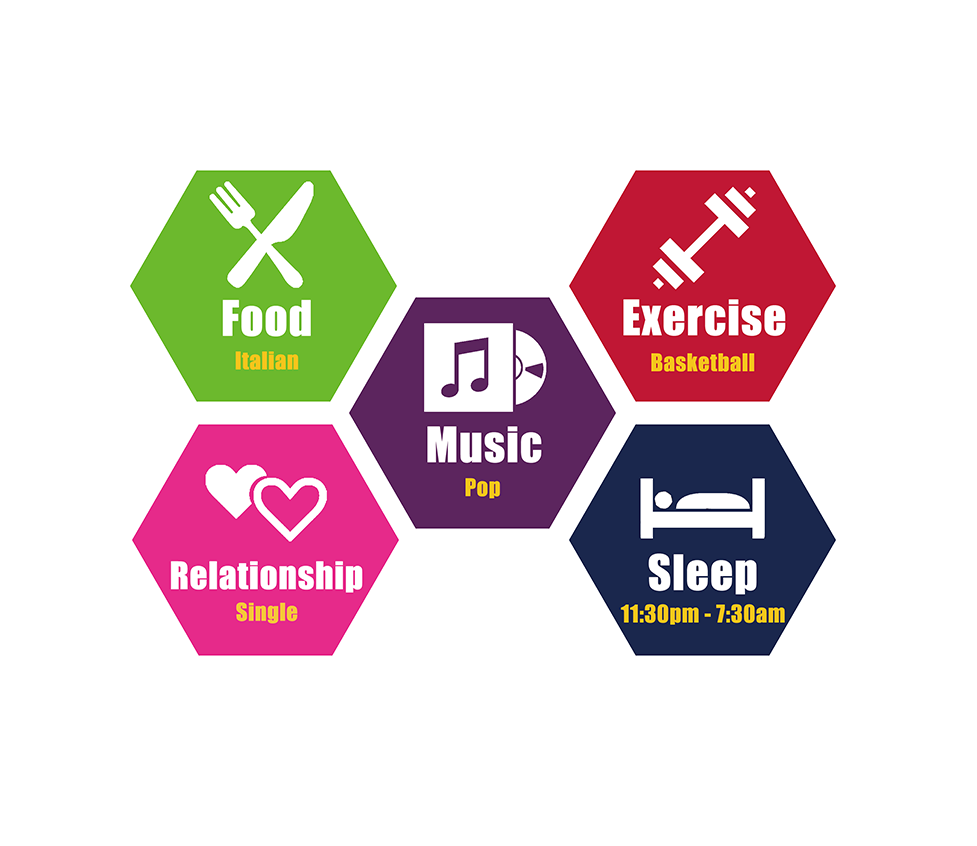 Food
Italian
Exercise
Basketball
Music
Pop
Relationship
Single
Sleep
11:30pm - 7:30am